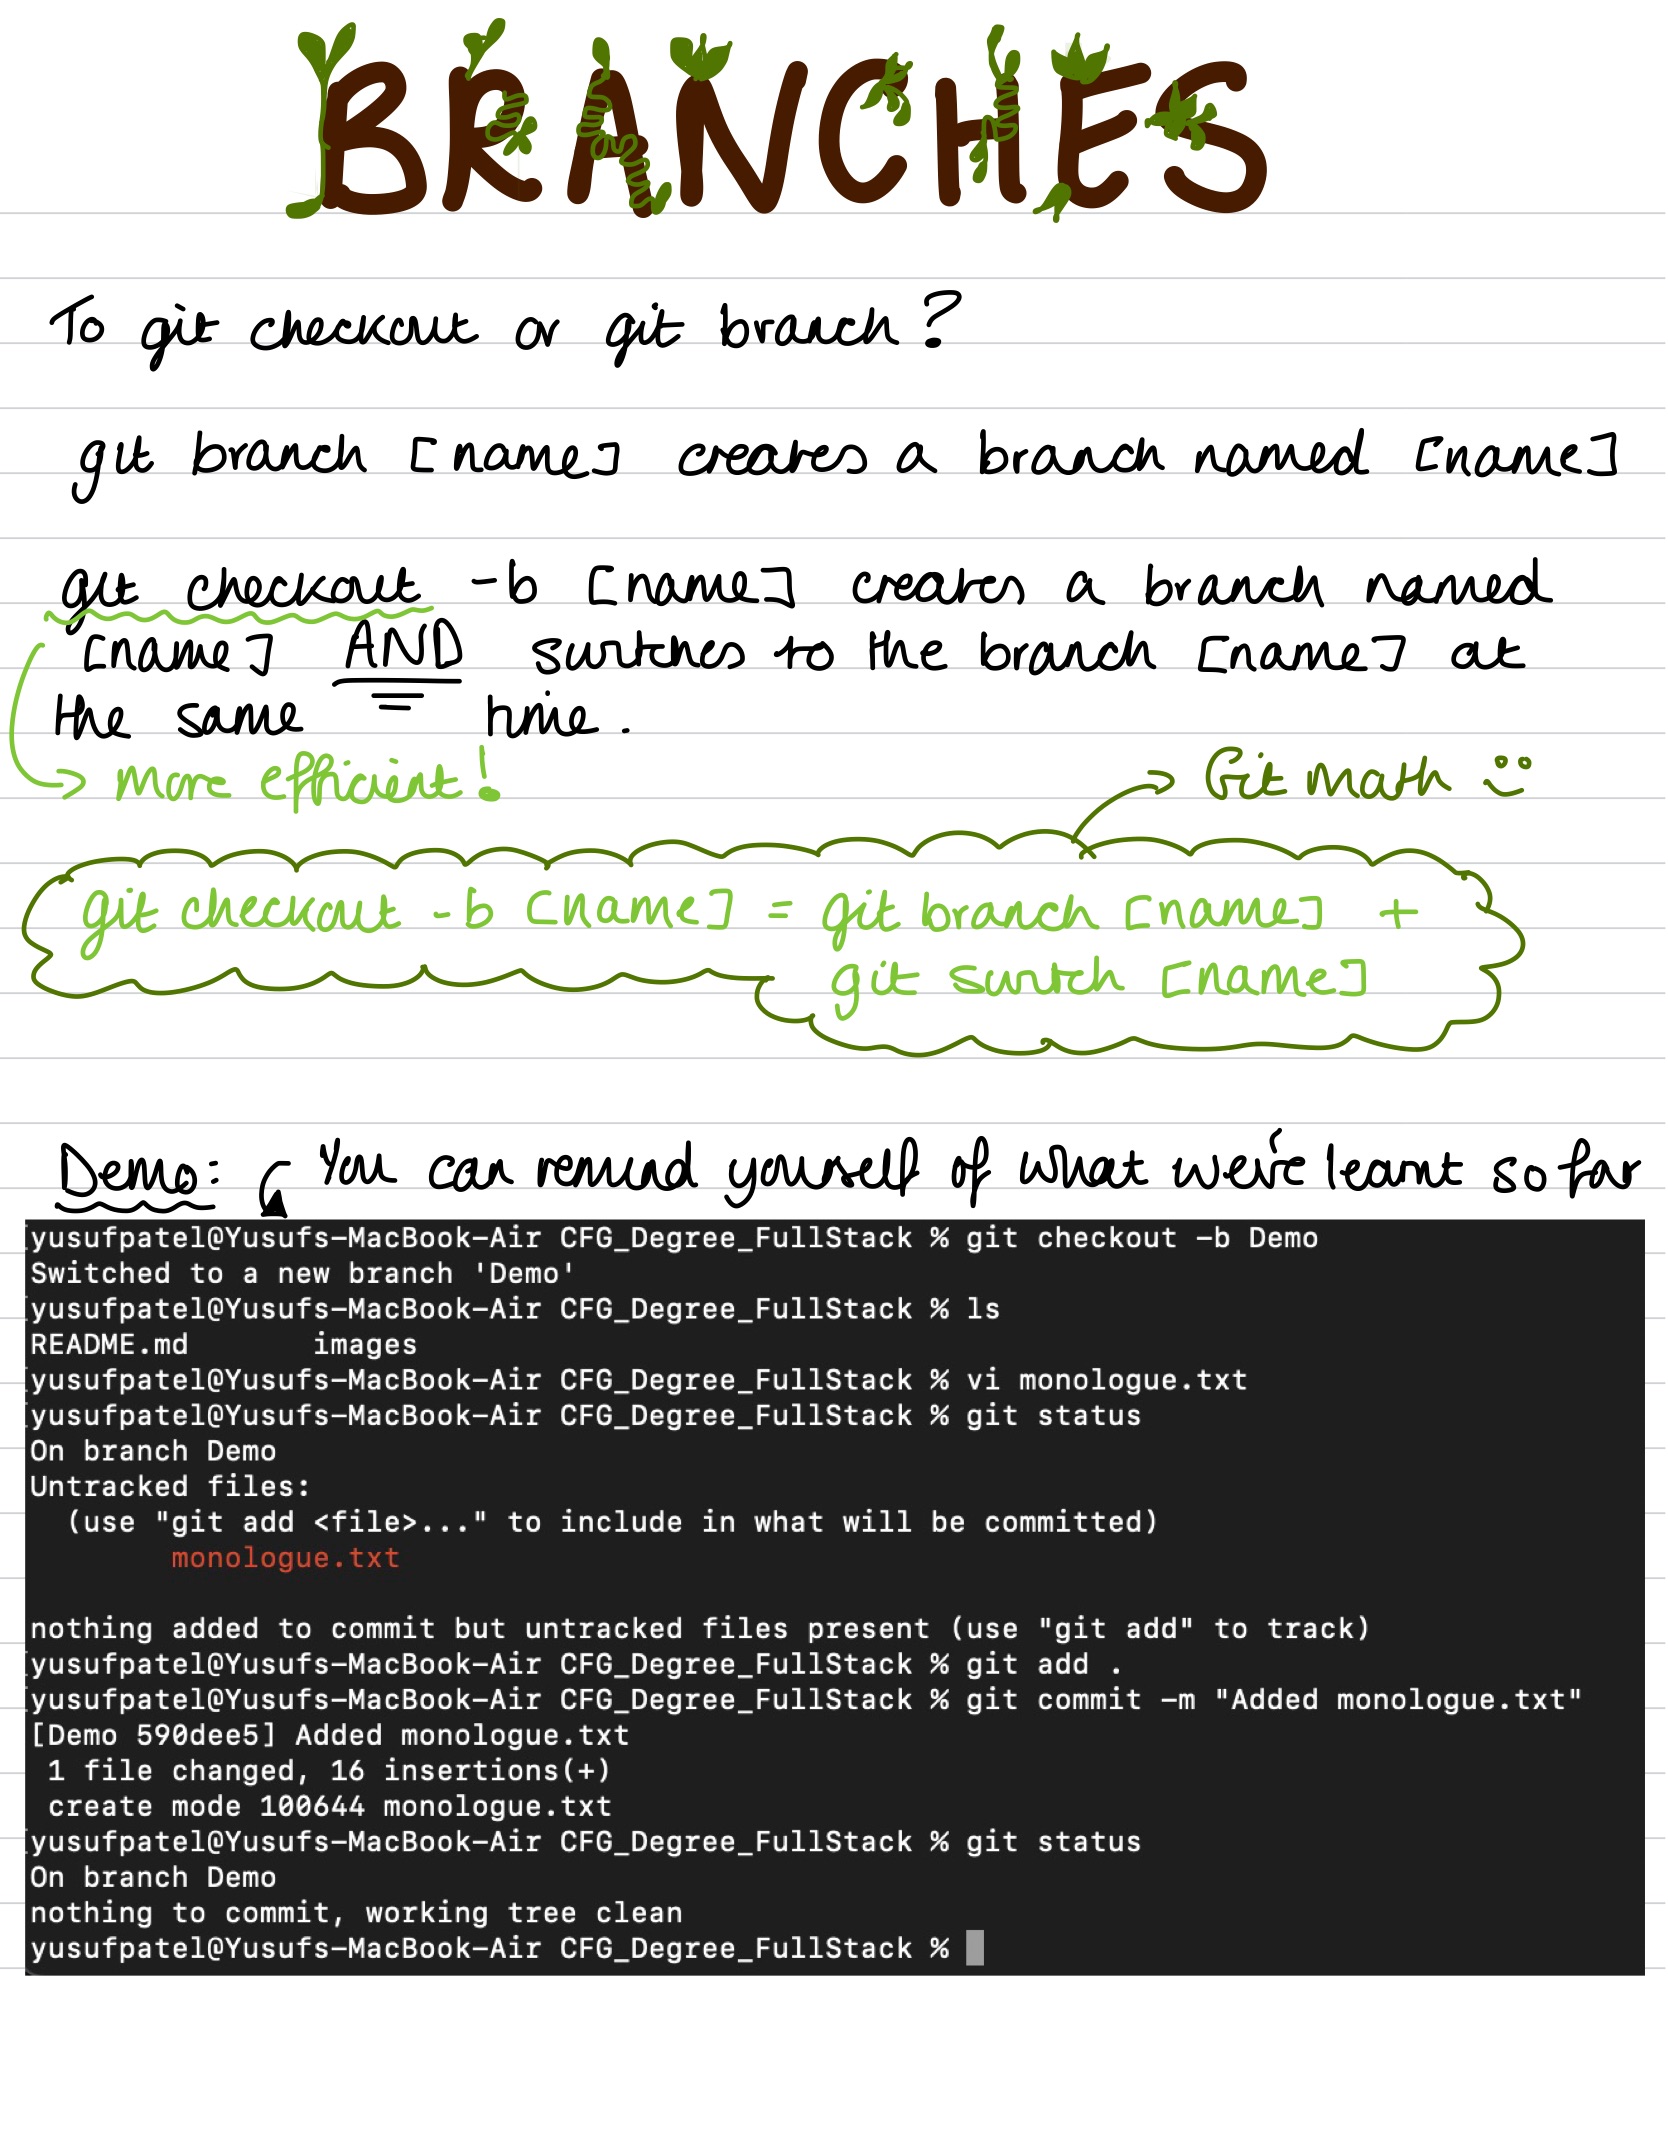 BRANCHES
To git checkout or git branch?
git branch [name] creates a branch named [name]
git checkout -b [name] creates a branch named
[name] AND switches to the branch [name] at
the same time.
→ more efficient!
→ Git math
git checkout -b [name] = git branch [name] +
git switch [name]
Demo: You can remind yourself of what we've learnt so far
yusufpatel@Yusufs-MacBook-Air CFG_Degree_FullStack % git checkout -b Demo
Switched to a new branch 'Demo'
yusufpatel@Yusufs-MacBook-Air CFG_Degree_FullStack % ls
README.md images
yusufpatel@Yusufs-MacBook-Air CFG_Degree_FullStack % vi monologue.txt
yusufpatel@Yusufs-MacBook-Air CFG_Degree_FullStack % git status
On branch Demo
Untracked files:
(use "git add <file>..." to include in what will be committed)
monologue.txt
nothing added to commit but untracked files present (use "git add" to track)
yusufpatel@Yusufs-MacBook-Air CFG_Degree_FullStack % git add .
yusufpatel@Yusufs-MacBook-Air CFG_Degree_FullStack % git commit -m "Added monologue.txt"
[Demo 590dee5] Added monologue.txt
1 file changed, 16 insertions(+)
create mode 100644 monologue.txt
yusufpatel@Yusufs-MacBook-Air CFG_Degree_FullStack % git status
On branch Demo
nothing to commit, working tree clean
yusufpatel@Yusufs-MacBook-Air CFG_Degree_FullStack %